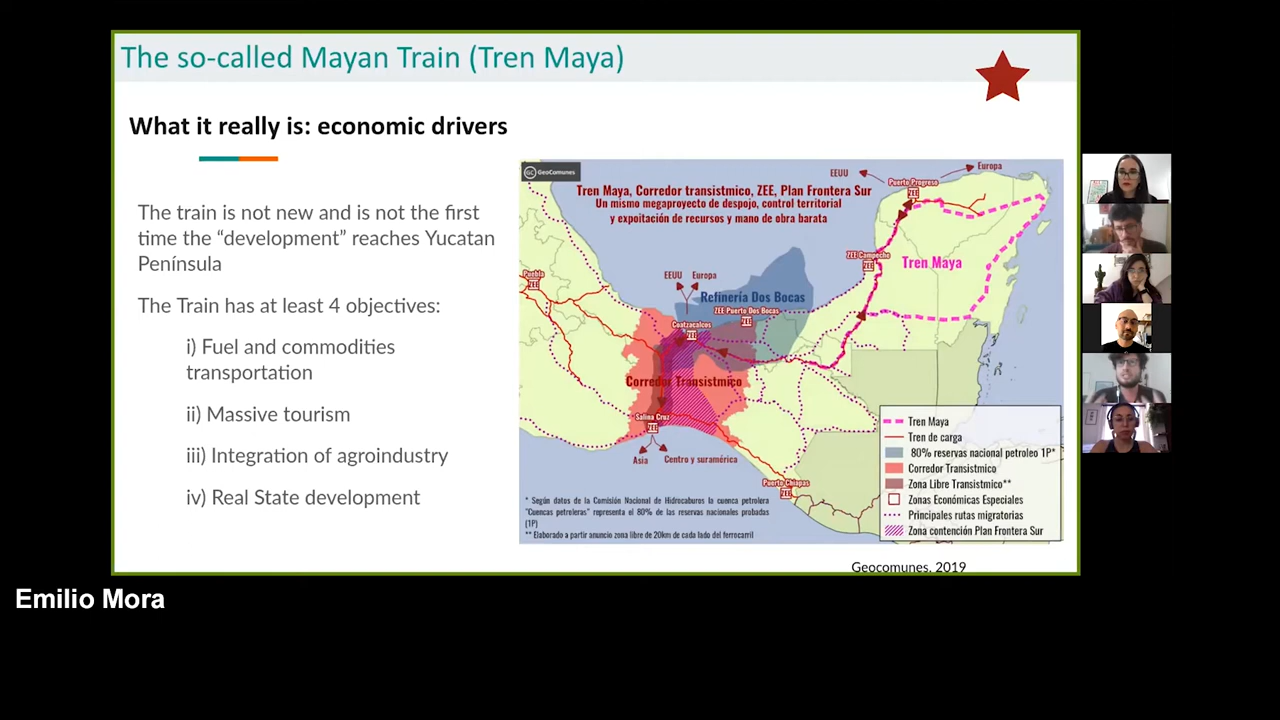 The so-called Mayan Train (Tren Maya)
What it really is: economic drivers
The train is not new and is not the first
time the “development” reaches Yucatan
Península
The Train has at least 4 objectives:
i) Fuel and commodities
transportation
ii) Massive tourism
iii) Integration of agroindustry
iv) Real State development
GC GeoComunes
Tren Maya, Corredor transistmico, ZEE, Plan Frontera Sur
Un mismo megaproyecto de despojo, control territorial
y expoitación de recursos y mano de obra barata
EEUU
Europa
Puerto Progreso
ZEE
ZEE Campeche
ZEE
Tren Maya
Puebla
ZEE
EEUU Europa
Refinería Dos Bocas
ZEE Puerto Dos Bocas
ZEE
Coatzacalcos
ZEE
Corredor Transistmico
Salina Cruz
ZEE
Asia
Centro y suramérica
Puerto Chiapas
ZEE
Tren Maya
Tren de carga
80% reservas nacional petroleo 1P*
Corredor Transistmico
Zona Libre Transistmico**
Zonas Económicas Especiales
Principales rutas migratorias
Zona contención Plan Frontera Sur
* Según datos de la Comisión Nacional de Hidrocaburos la cuenca petrolera
"Cuencas petroleras" representa el 80% de las reservas nacionales probadas
(1P)
** Elaborado a partir anuncio zona libre de 20km de cada lado del ferrocarril
Geocomunes, 2019
Emilio Mora